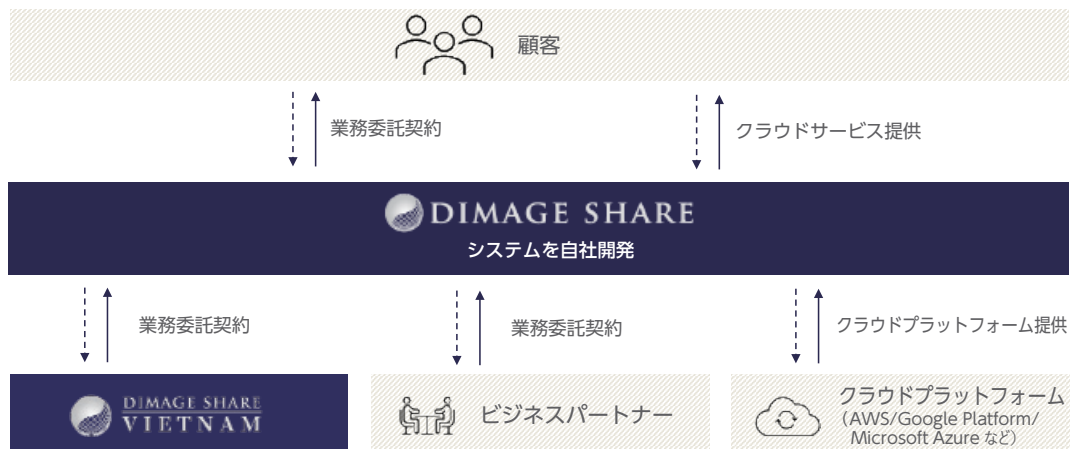 顧客
業務委託契約
クラウドサービス提供
DIMAGE SHARE
システムを自社開発
業務委託契約
業務委託契約
クラウドプラットフォーム提供
DIMAGE SHARE
VIETNAM
ビジネスパートナー
クラウドプラットフォーム
(AWS/Google Platform/
Microsoft Azure など)